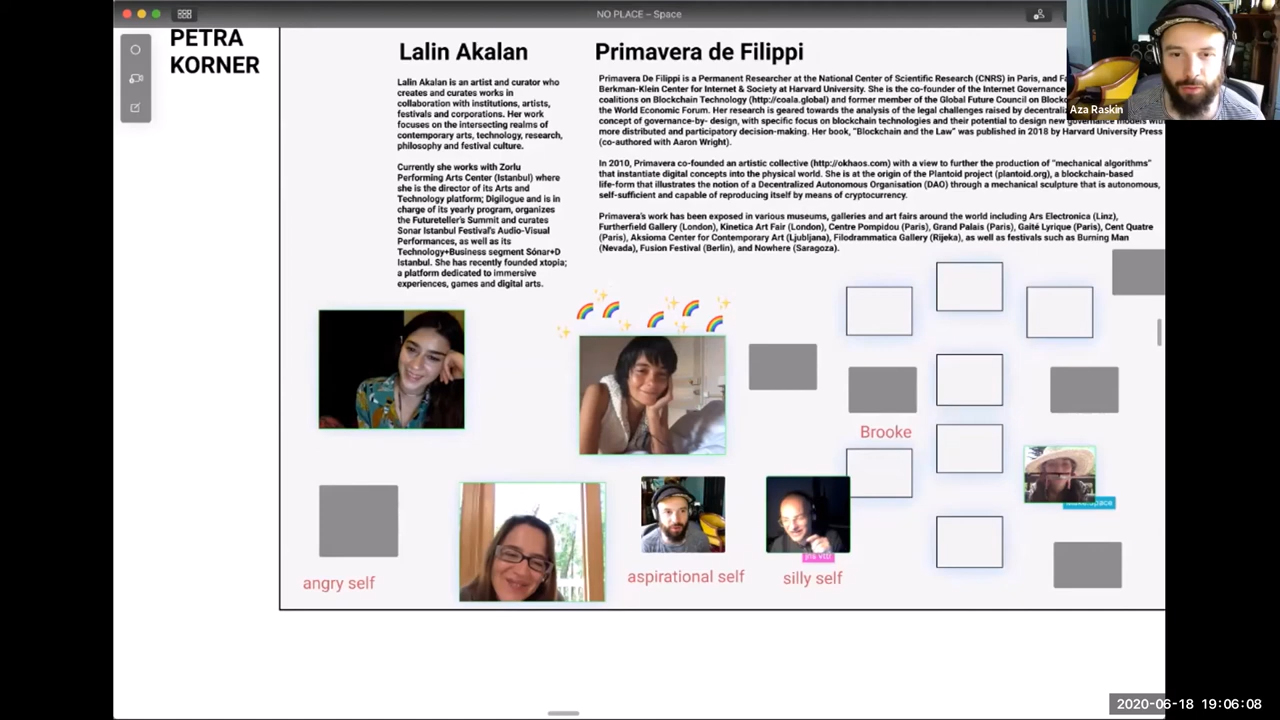 NO PLACE – Space
PETRA
KORNER
Lalin Akalan
Lalin Akalan is an artist and curator who
creates and curates works in
collaboration with institutions, artists,
festivals and corporations. Her work
focuses on the intersecting realms of
contemporary arts, technology, research,
philosophy and festival culture.
Currently she works with Zorlu
Performing Arts Center (Istanbul) where
she is the director of its Arts and
Technology platform; Digilogue and is in
charge of its yearly program, organizes
the Futureteller's Summit and curates
Sonar Istanbul Festival's Audio-Visual
Performances, as well as its
Technology+Business segment Sónar+D
Istanbul. She has recently founded xtopia;
a platform dedicated to immersive
experiences, games and digital arts.
Primavera de Filippi
Primavera De Filippi is a Permanent Researcher at the National Center of Scientific Research (CNRS) in Paris, and Fa
Berkman-Klein Center for Internet & Society at Harvard University. She is the co-founder of the Internet Governance
coalitions on Blockchain Technology (http://coala.global) and former member of the Global Future Council on Block
the World Economic Forum. Her research is geared towards the analysis of the legal challenges raised by decentrali
concept of governance-by- design, with specific focus on blockchain technologies and their potential to design new governance models with
more distributed and participatory decision-making. Her book, "Blockchain and the Law" was published in 2018 by Harvard University Press
(co-authored with Aaron Wright).
In 2010, Primavera co-founded an artistic collective (http://okhaos.com) with a view to further the production of "mechanical algorithms"
that instantiate digital concepts into the physical world. She is at the origin of the Plantoid project (plantoid.org), a blockchain-based
life-form that illustrates the notion of a Decentralized Autonomous Organisation (DAO) through a mechanical sculpture that is autonomous,
self-sufficient and capable of reproducing itself by means of cryptocurrency.
Primavera's work has been exposed in various museums, galleries and art fairs around the world including Ars Electronica (Linz),
Furtherfield Gallery (London), Kinetica Art Fair (London), Centre Pompidou (Paris), Grand Palais (Paris), Gaité Lyrique (Paris), Cent Quatre
(Paris), Aksioma Center for Contemporary Art (Ljubljana), Filodrammatica Gallery (Rijeka), as well as festivals such as Burning Man
(Nevada), Fusion Festival (Berlin), and Nowhere (Saragoza).
Aza Raskin
Brooke
angry self
aspirational self
silly self
2020-06-18 19:06:08